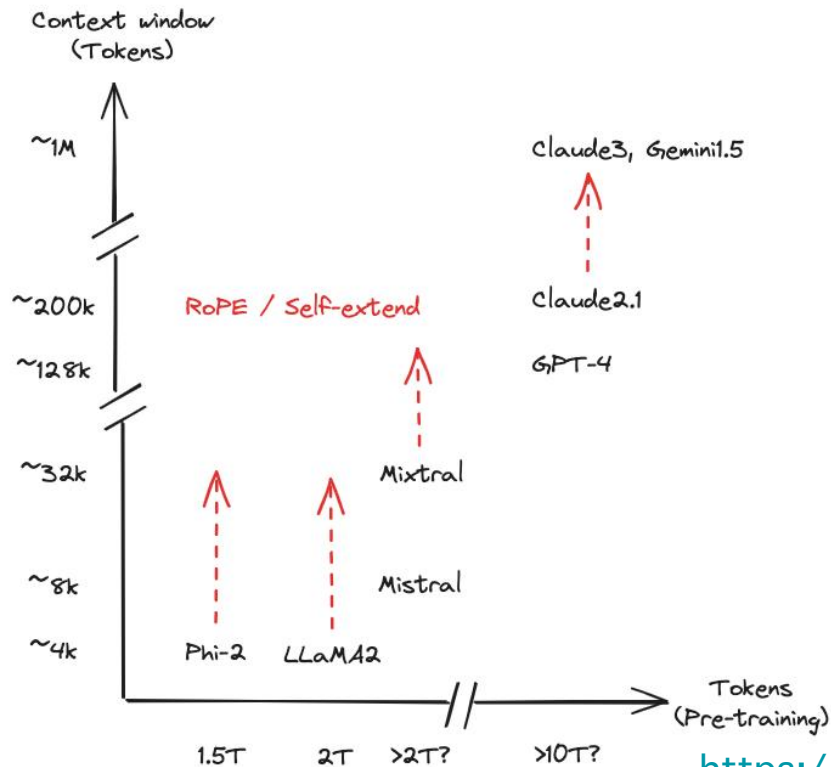 Context window
(Tokens)
~1M
Claude3, Gemini1.5
~200k
RoPE / Self-extend
Claude2.1
~128k
GPT-4
~32k
Mixtral
~8k
Mistral
~4k
Phi-2
LLaMA2
Tokens
(Pre-training)
1.5T
2T
>2T?
>10T?
https:/